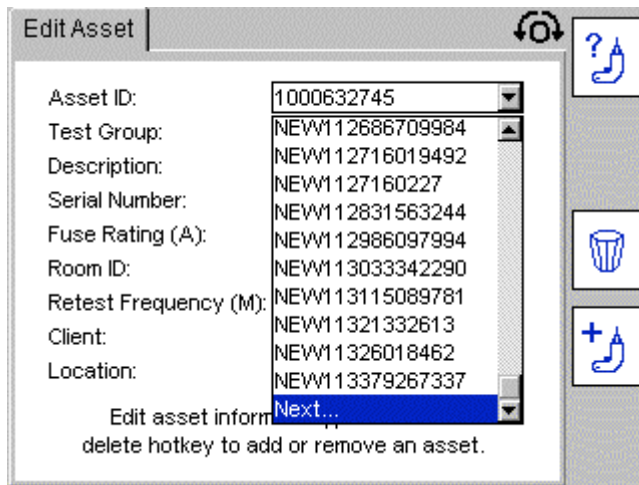 Edit Asset
?
Asset ID: 1000632745
Test Group: NEW112686709984
NEW112716019492
Description: NEW1127160227
Serial Number: NEW112831563244
Fuse Rating (A): NEW112986097994
Room ID: NEW113033342290
Retest Frequency (M): NEW113115089781
NEW11321332613
Client: NEW11326018462
Location: NEW113379267337
Next...
Edit asset inform
delete hotkey to add or remove an asset.
+